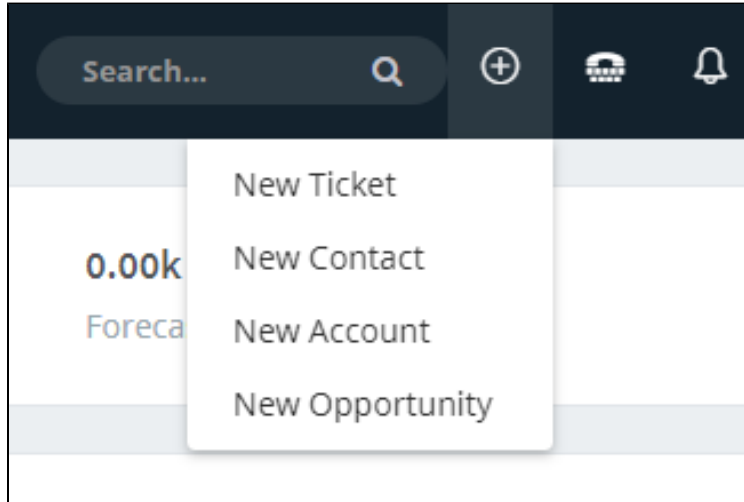 Search...
New Ticket
New Contact
New Account
New Opportunity
0.00k
Foreca